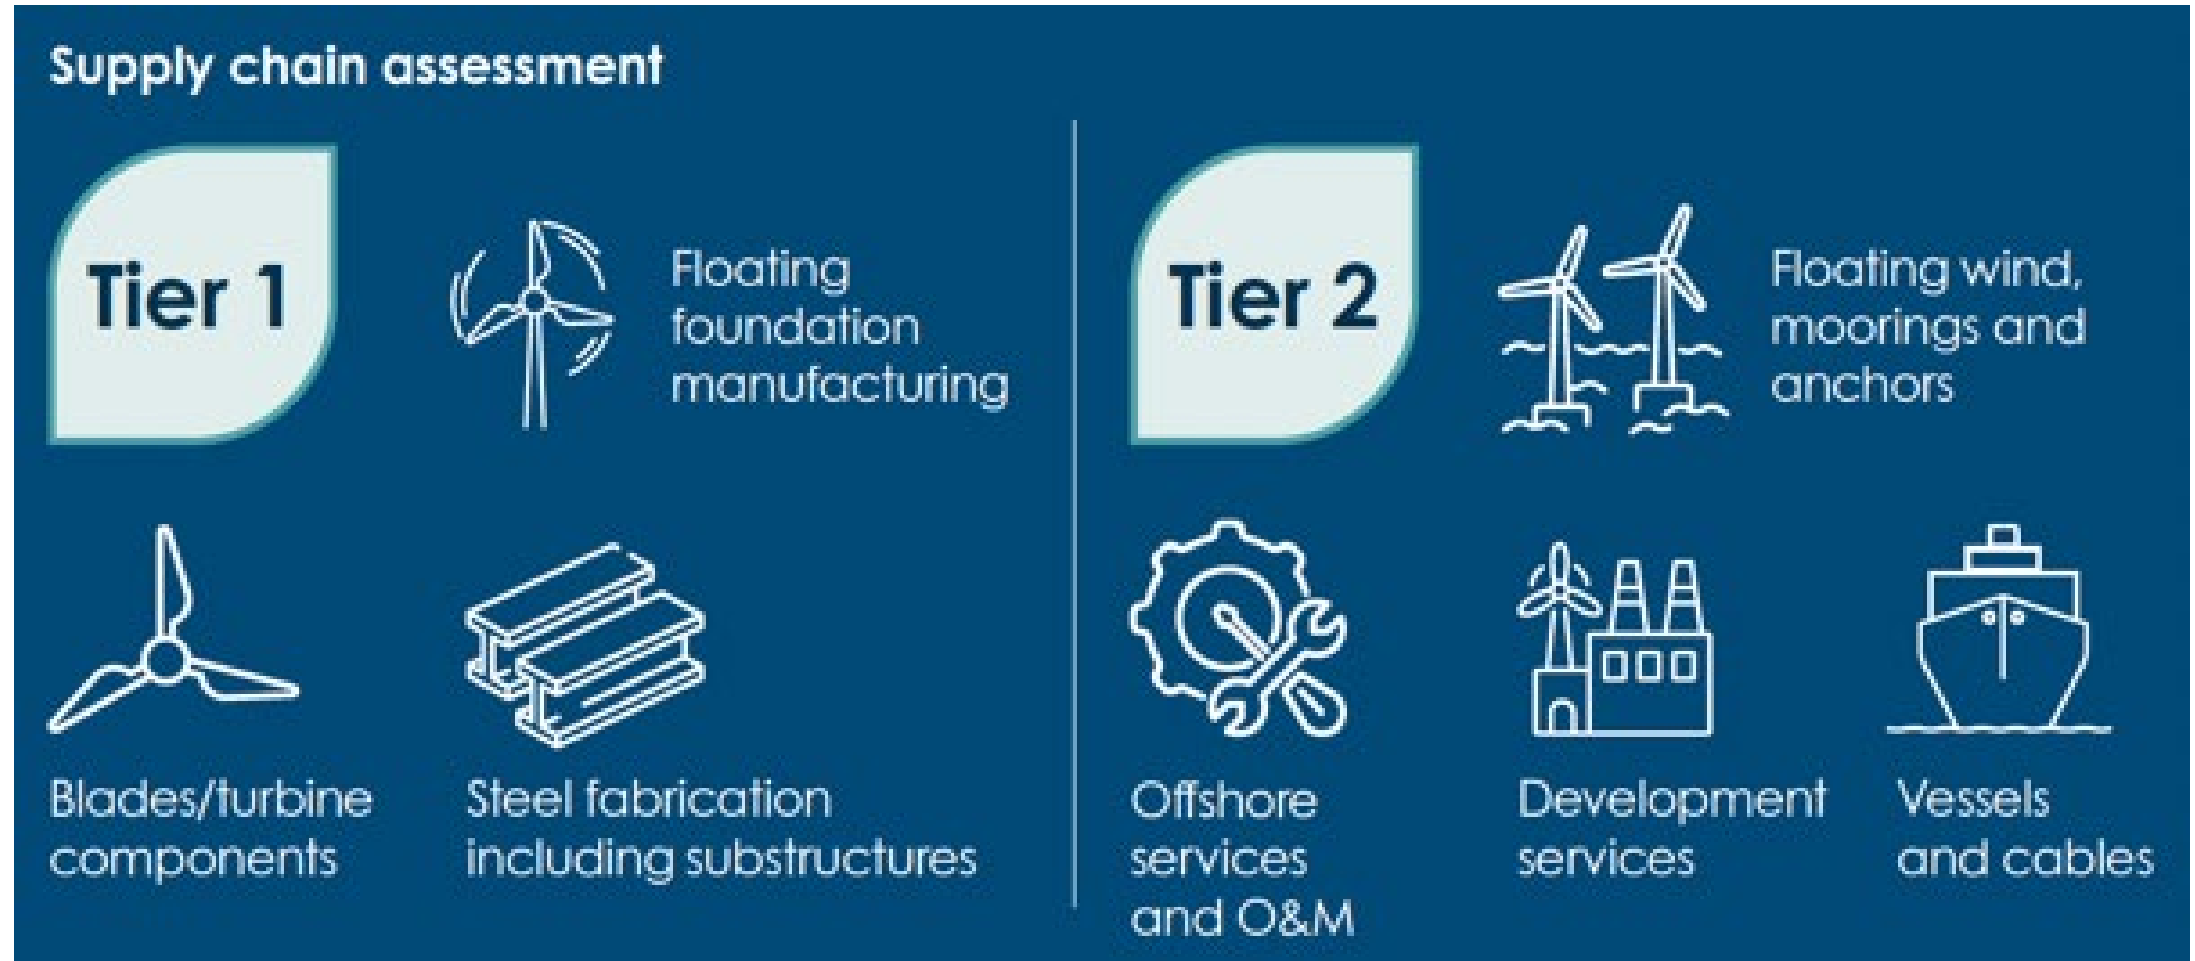 Supply chain assessment
Tier 1
Floating
foundation
manufacturing
Blades/turbine
components
Steel fabrication
including substructures
Tier 2
Floating wind,
moorings and
anchors
Offshore
services
and O&M
Development
services
Vessels
and cables